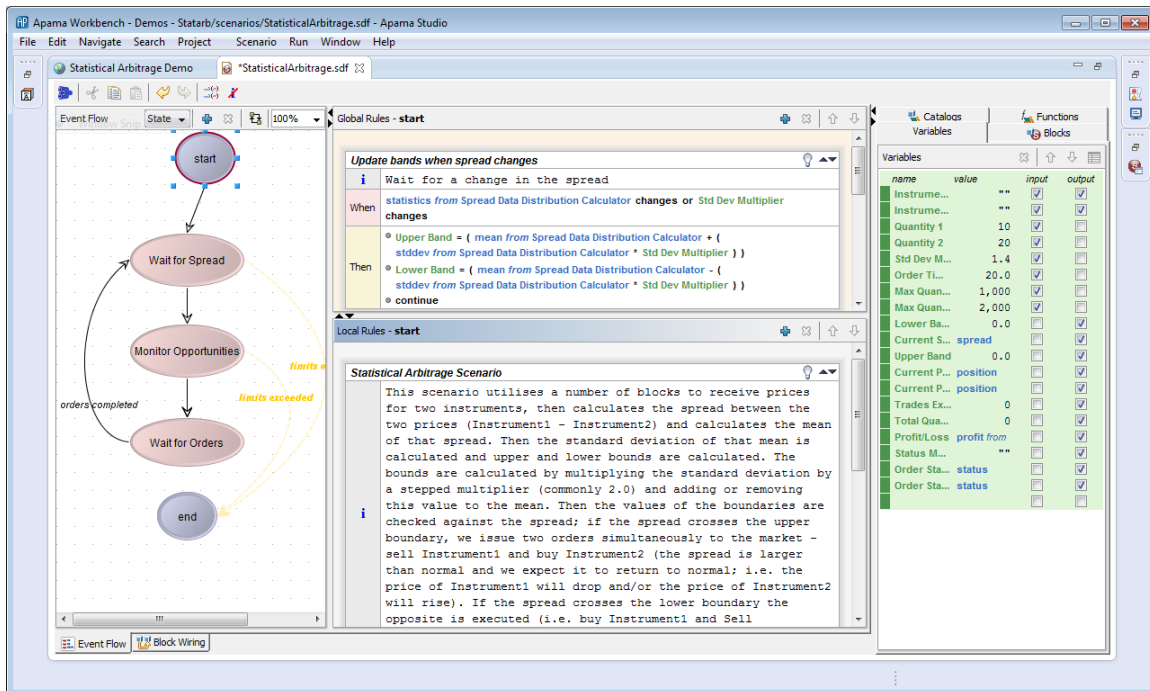 Apama Workbench - Demos - Statarb/scenarios/StatisticalArbitrage.sdf - Apama Studio
File Edit Navigate Search Project Scenario Run Window Help
Statistical Arbitrage Demo
*StatisticalArbitrage.sdf
Event Flow
State
100%
start
Wait for Spread
Monitor Opportunities
limits
limits exceeded
orders completed
Wait for Orders
end
Event Flow
Block Wiring
Global Rules - start
Update bands when spread changes
i Wait for a change in the spread
When
statistics from Spread Data Distribution Calculator changes or Std Dev Multiplier
changes
Then
Upper Band = ( mean from Spread Data Distribution Calculator + (
stddev from Spread Data Distribution Calculator * Std Dev Multiplier ) )
Lower Band = ( mean from Spread Data Distribution Calculator - (
stddev from Spread Data Distribution Calculator * Std Dev Multiplier ) )
continue
Local Rules - start
Statistical Arbitrage Scenario
i
This scenario utilises a number of blocks to receive prices
for two instruments, then calculates the spread between the
two prices (Instrument1 - Instrument2) and calculates the mean
of that spread. Then the standard deviation of that mean is
calculated and upper and lower bounds are calculated. The
bounds are calculated by multiplying the standard deviation by
a stepped multiplier (commonly 2.0) and adding or removing
this value to the mean. Then the values of the boundaries are
checked against the spread; if the spread crosses the upper
boundary, we issue two orders simultaneously to the market -
sell Instrument1 and buy Instrument2 (the spread is larger
than normal and we expect it to return to normal; i.e. the
price of Instrument1 will drop and/or the price of Instrument2
will rise). If the spread crosses the lower boundary the
opposite is executed (i.e. buy Instrument1 and Sell
Catalogs
Functions
Variables
Blocks
Variables
name value input output
Instrume... ""
Instrume... ""
Quantity 1 10
Quantity 2 20
Std Dev M... 1.4
Order Ti... 20.0
Max Quan... 1,000
Max Quan... 2,000
Lower Ba... 0.0
Current S... spread
Upper Band 0.0
Current P... position
Current P... position
Trades Ex... 0
Total Qua... 0
Profit/Loss profit from
Status M... ""
Order Sta... status
Order Sta... status